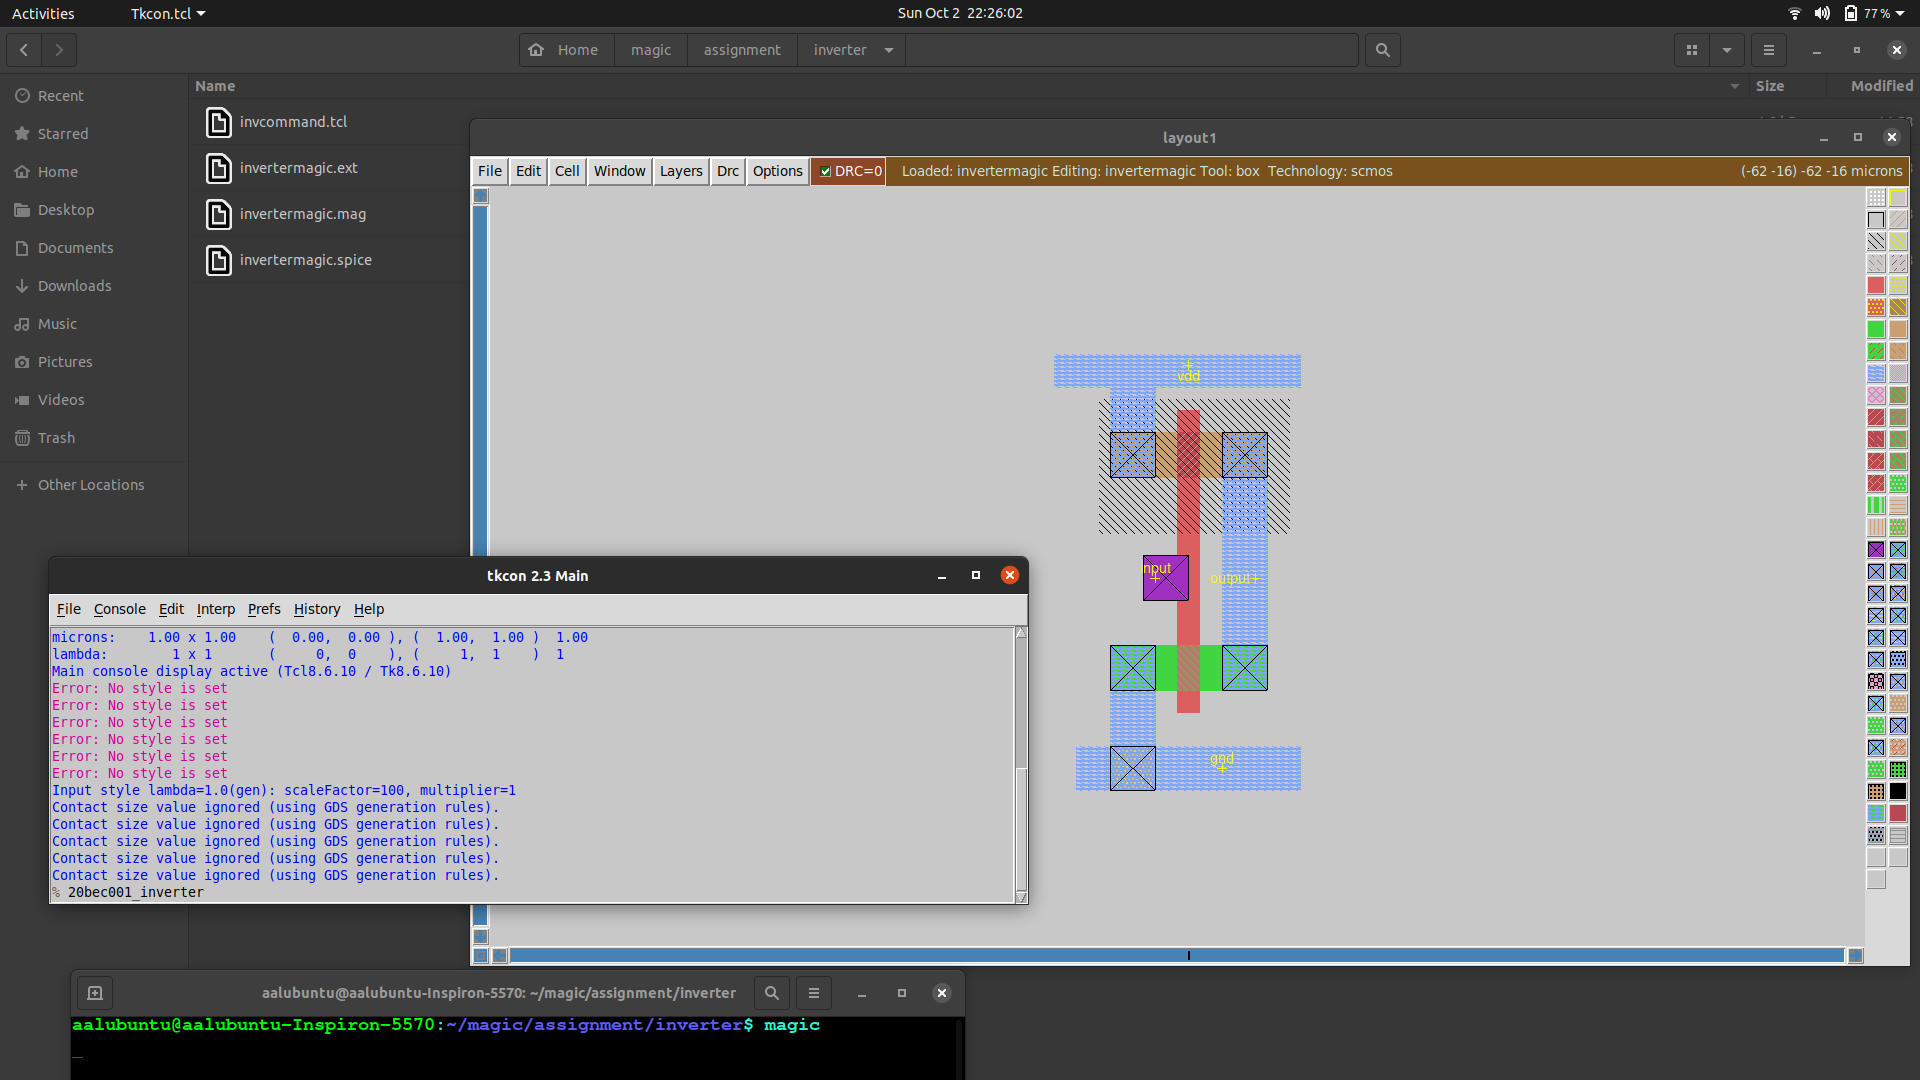 Activities Tkcon.tcl Sun Oct 2 22:26:02 77 %
Home magic assignment inverter
Name Size Modified
Recent
Starred
Home
Desktop
Documents
Downloads
Music
Pictures
Videos
Trash
Other Locations
invcommand.tcl
invertermagic.ext
invertermagic.mag
invertermagic.spice
layout1
File Edit Cell Window Layers Drc Options DRC=0 Loaded: invertermagic Editing: invertermagic Tool: box Technology: scmos (-62 -16) -62 -16 microns
vdd
input
output
gnd
tkcon 2.3 Main
File Console Edit Interp Prefs History Help
microns: 1.00 x 1.00 ( 0.00, 0.00 ), ( 1.00, 1.00 ) 1.00
lambda: 1 x 1 ( 0, 0 ), ( 1, 1 ) 1
Main console display active (Tcl8.6.10 / Tk8.6.10)
Error: No style is set
Error: No style is set
Error: No style is set
Error: No style is set
Error: No style is set
Error: No style is set
Input style lambda=1.0(gen): scaleFactor=100, multiplier=1
Contact size value ignored (using GDS generation rules).
Contact size value ignored (using GDS generation rules).
Contact size value ignored (using GDS generation rules).
Contact size value ignored (using GDS generation rules).
Contact size value ignored (using GDS generation rules).
% 20bec001_inverter
aalubuntu@aalubuntu-Inspiron-5570: ~/magic/assignment/inverter
aalubuntu@aalubuntu-Inspiron-5570:~/magic/assignment/inverter$ magic